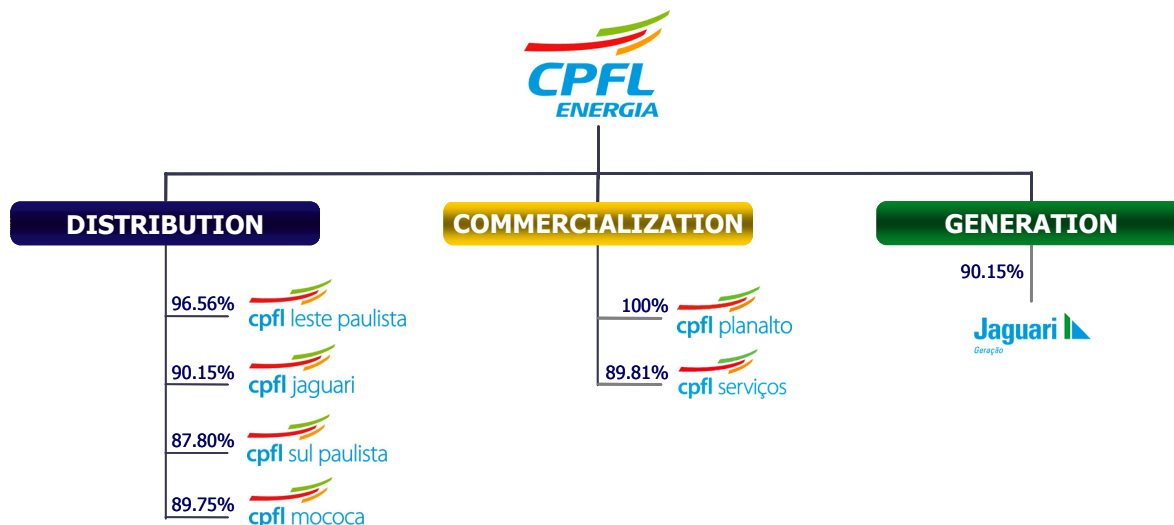 CPFL
ENERGIA
DISTRIBUTION
COMMERCIALIZATION
GENERATION
96.56%
cpfl leste paulista
90.15%
cpfl jaguari
87.80%
cpfl sul paulista
89.75%
cpfl mococa
100%
cpfl planalto
89.81%
cpfl serviços
90.15%
Jaguari
Geração